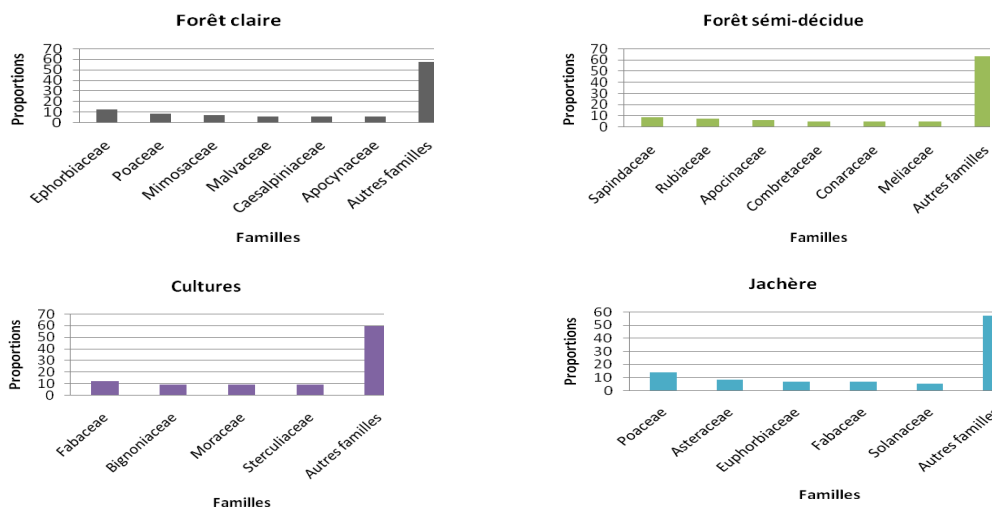 Forêt claire
Proportions
70
60
50
40
30
20
10
0
Ephorbiaceae
Poaceae
Mimosaceae
Malvaceae
Caesalpiniaceae
Apocynaceae
Autres familles
Familles
Forêt sémi-décidue
Proportions
70
60
50
40
30
20
10
0
Sapindaceae
Rubiaceae
Apocinaceae
Combretaceae
Conaraceae
Meliaceae
Autres familles
Familles
Cultures
Proportions
70
60
50
40
30
20
10
0
Fabaceae
Bignoniaceae
Moraceae
Sterculiaceae
Autres familles
Familles
Jachère
Proportions
60
50
40
30
20
10
0
Poaceae
Asteraceae
Euphorbiaceae
Fabaceae
Solanaceae
Autres familles
Familles